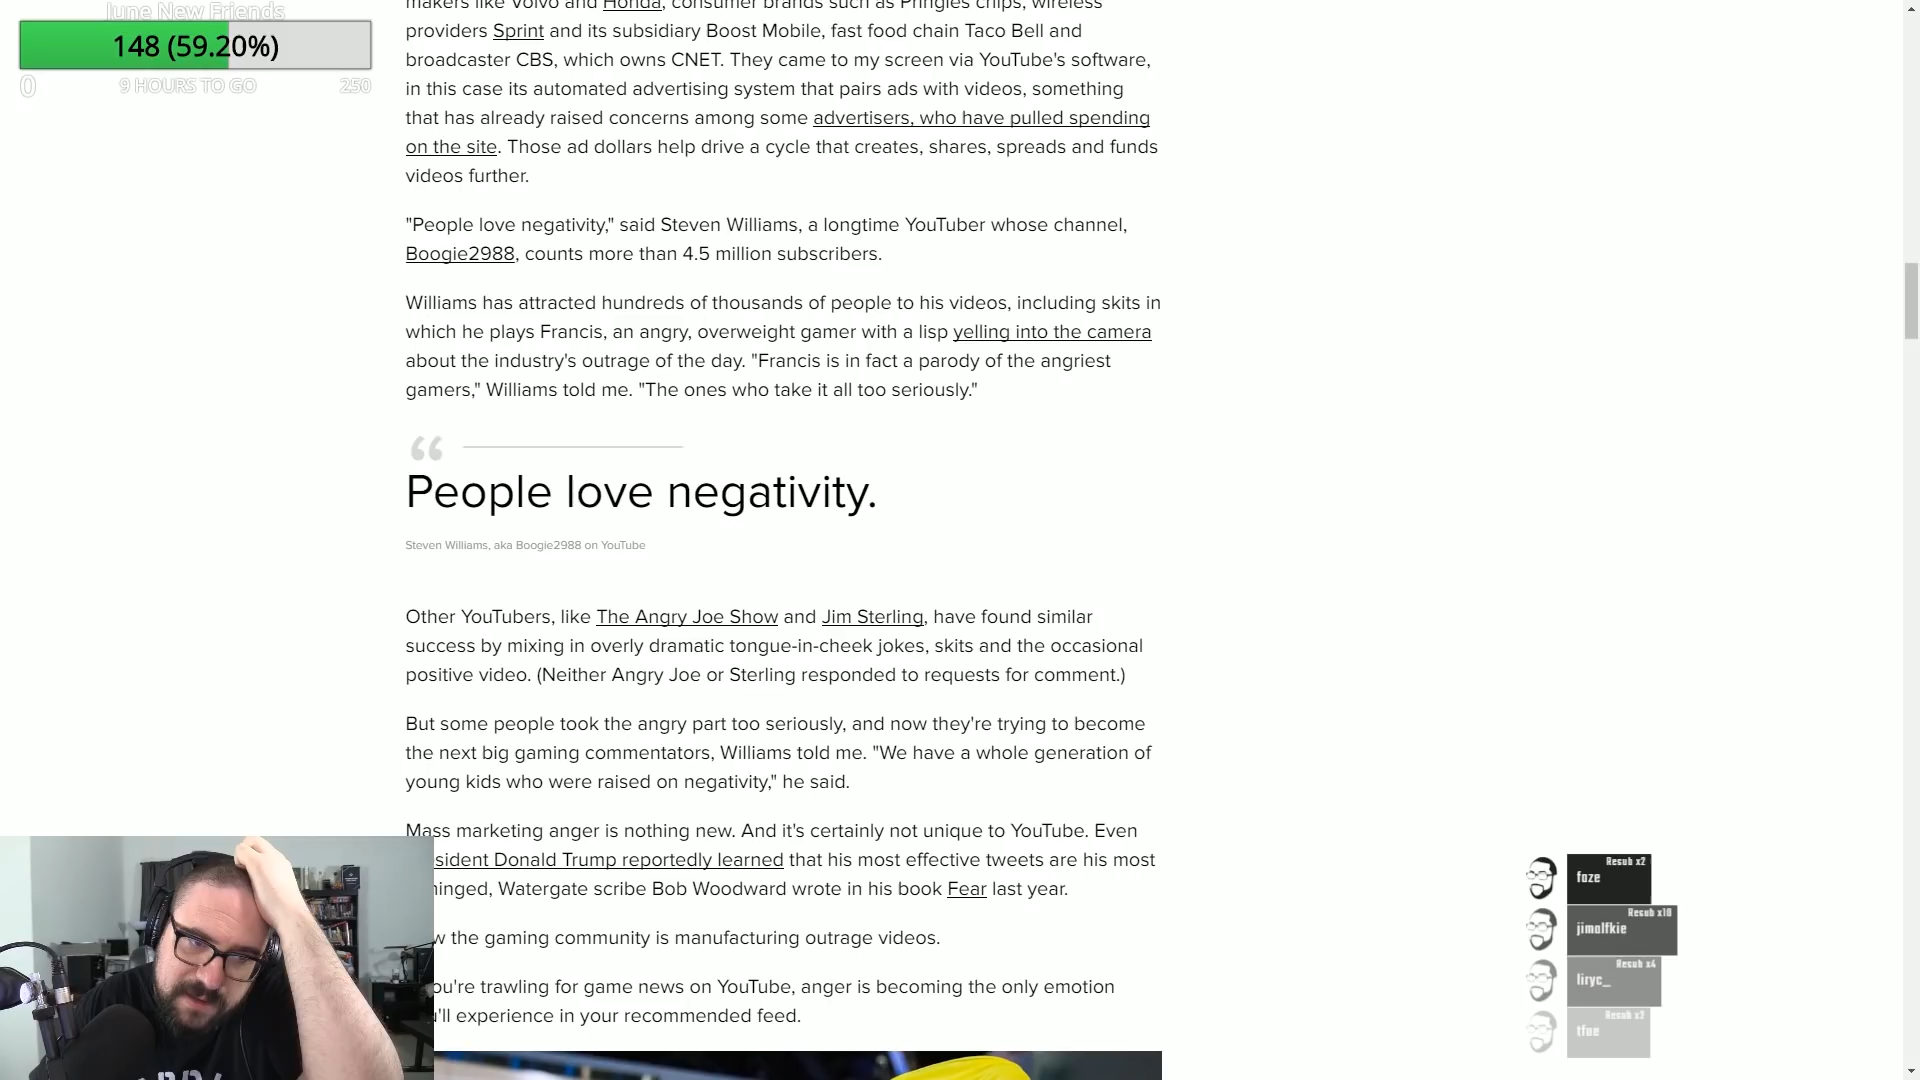 June New Friends
148 (59.20%)
0 9 HOURS TO GO 250
makers like Volvo and Honda, consumer brands such as Pringles chips, wireless
providers Sprint and its subsidiary Boost Mobile, fast food chain Taco Bell and
broadcaster CBS, which owns CNET. They came to my screen via YouTube's software,
in this case its automated advertising system that pairs ads with videos, something
that has already raised concerns among some advertisers, who have pulled spending
on the site. Those ad dollars help drive a cycle that creates, shares, spreads and funds
videos further.
"People love negativity," said Steven Williams, a longtime YouTuber whose channel,
Boogie2988, counts more than 4.5 million subscribers.
Williams has attracted hundreds of thousands of people to his videos, including skits in
which he plays Francis, an angry, overweight gamer with a lisp yelling into the camera
about the industry's outrage of the day. "Francis is in fact a parody of the angriest
gamers," Williams told me. "The ones who take it all too seriously."
“
People love negativity.
Steven Williams, aka Boogie2988 on YouTube
Other YouTubers, like The Angry Joe Show and Jim Sterling, have found similar
success by mixing in overly dramatic tongue-in-cheek jokes, skits and the occasional
positive video. (Neither Angry Joe or Sterling responded to requests for comment.)
But some people took the angry part too seriously, and now they're trying to become
the next big gaming commentators, Williams told me. "We have a whole generation of
young kids who were raised on negativity," he said.
Mass marketing anger is nothing new. And it's certainly not unique to YouTube. Even
sident Donald Trump reportedly learned that his most effective tweets are his most
hinged, Watergate scribe Bob Woodward wrote in his book Fear last year.
w the gaming community is manufacturing outrage videos.
ou're trawling for game news on YouTube, anger is becoming the only emotion
'll experience in your recommended feed.
Resub x2
faze
Resub x10
jimalfkie
Resub x4
liryc_
Resub x2
tfue